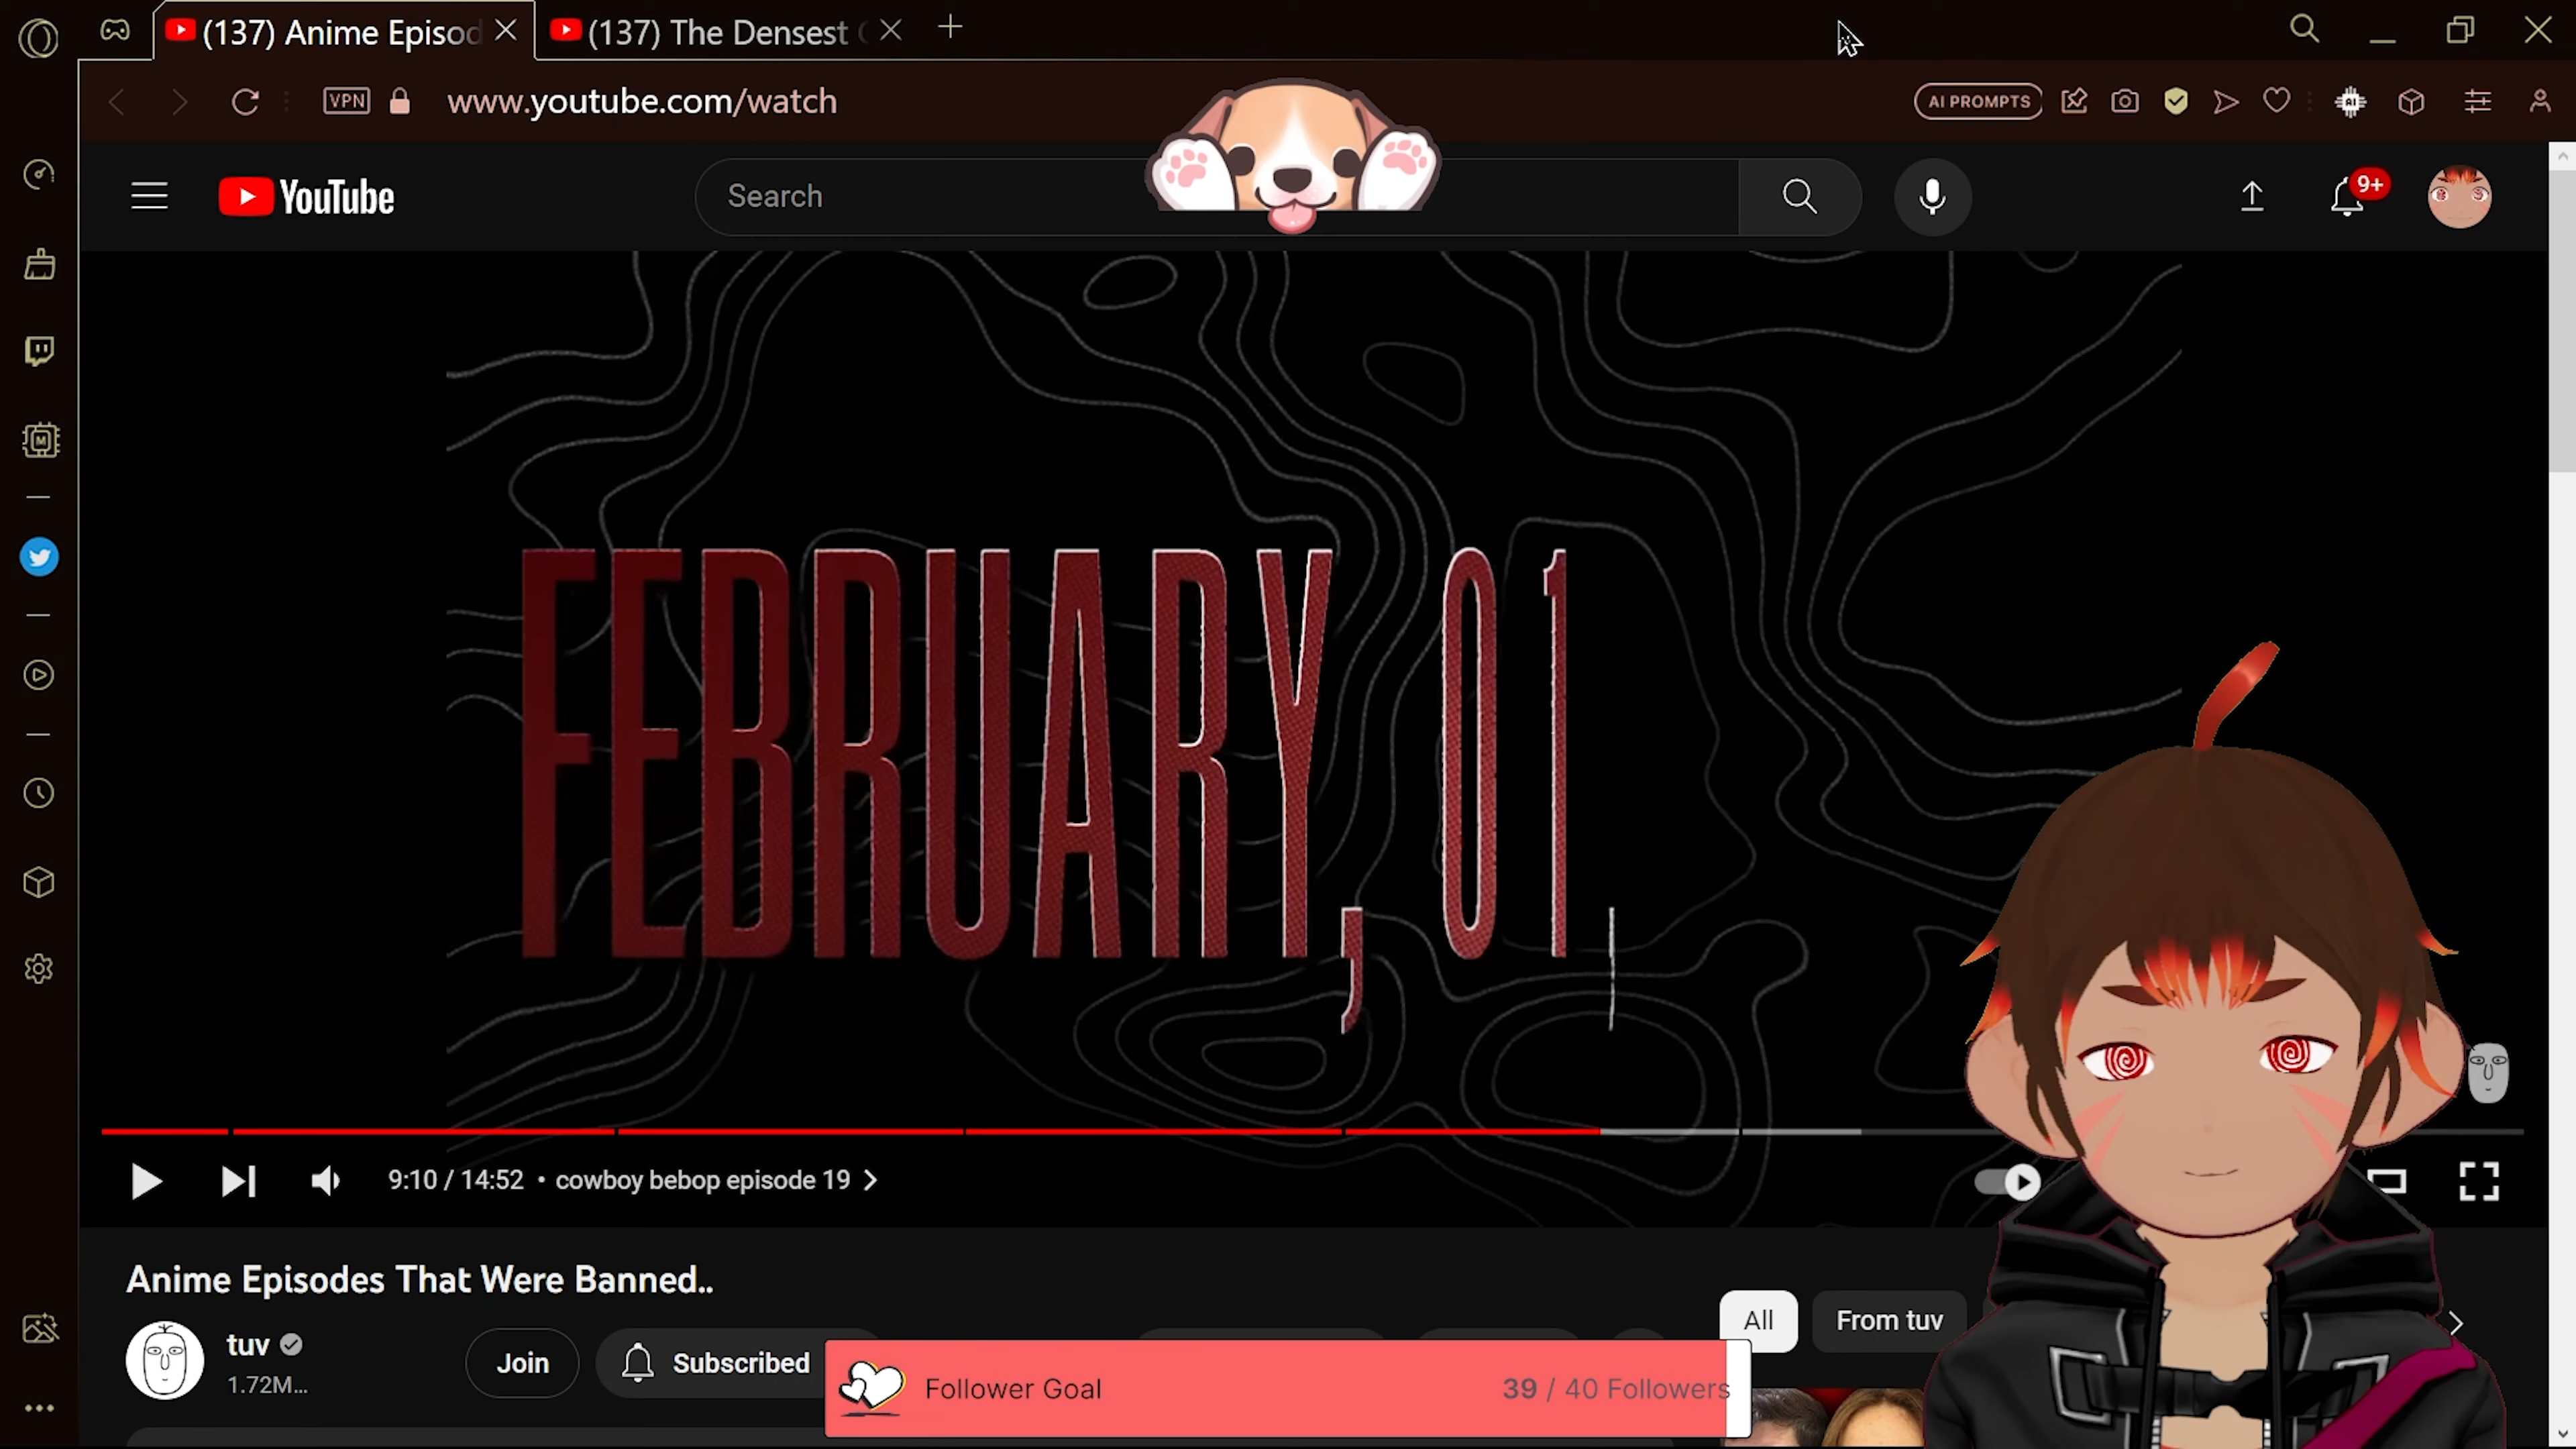 (137) Anime Episod
(137) The Densest
VPN
www.youtube.com/watch
AI PROMPTS
AI
YouTube
Search
9+
M
FEBRUARY, 01
9:10 / 14:52 • cowboy bebop episode 19
Anime Episodes That Were Banned..
tuv
1.72M...
Join
Subscribed
All
From tuv
Follower Goal
39 / 40 Followers